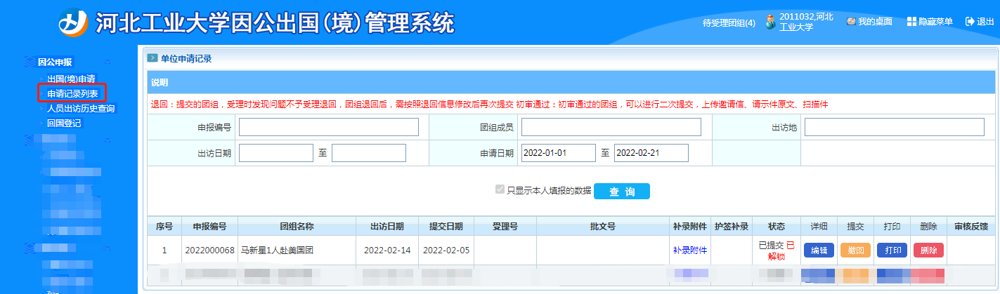 河北工业大学因公出国(境)管理系统
待受理团组(4)
2011032,河北
工业大学
我的桌面
隐藏菜单
退出
因公申报
出国(境)申请
申请记录列表
人员出访历史查询
回国登记
单位申请记录
说明
退回：提交的团组，受理时发现问题不予受理退回，团组退回后，需按照退回信息修改后再次提交 初审通过：初审通过的团组，可以进行二次提交，上传邀请信、请示件原文、扫描件
申报编号 团组成员 出访地
出访日期 至 申请日期 2022-01-01 至 2022-02-21
只显示本人填报的数据 查 询
序号 申报编号 团组名称 出访日期 提交日期 受理号 批文号 补录附件 护签补录 状态 详细 提交 打印 删除 审核反馈
1 2022000068 马新星1人赴美国团 2022-02-14 2022-02-05 补录附件 已提交 已
解锁 编辑 撤回 打印 删除